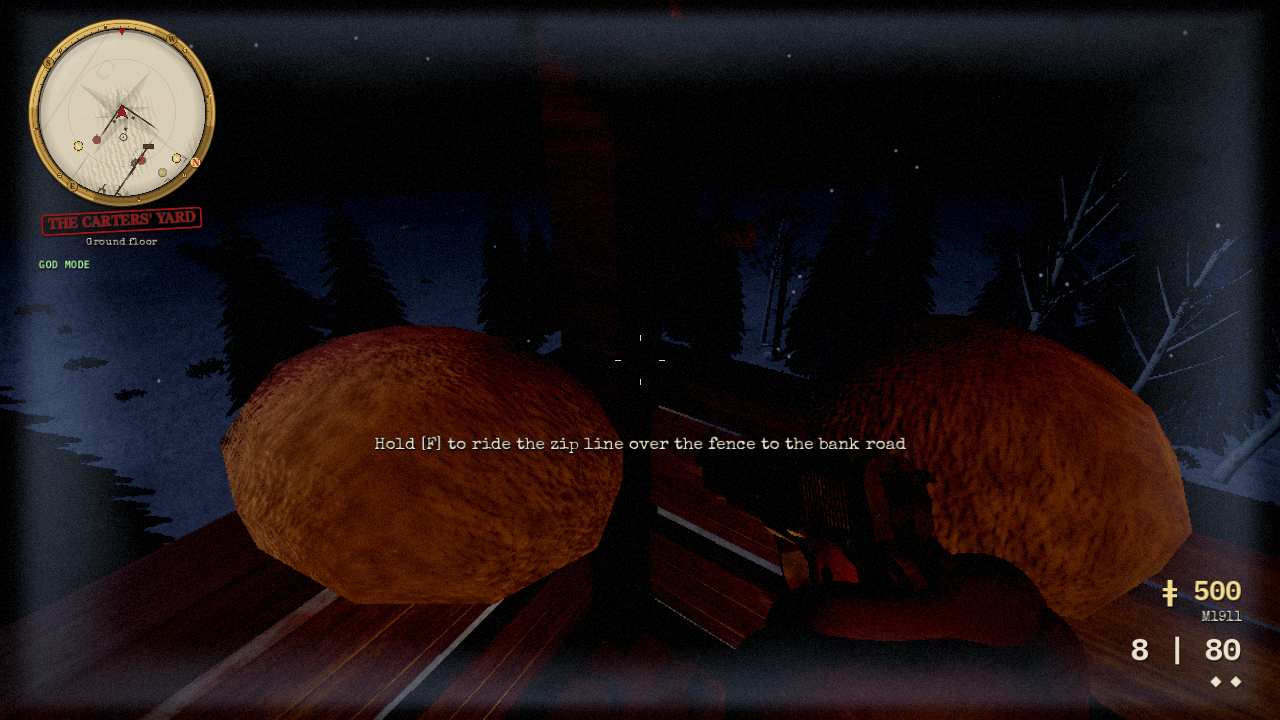 W
S
N
E
THE CARTERS' YARD
Ground floor
GOD MODE
Hold [F] to ride the zip line over the fence to the bank road
500
M1911
8 | 80